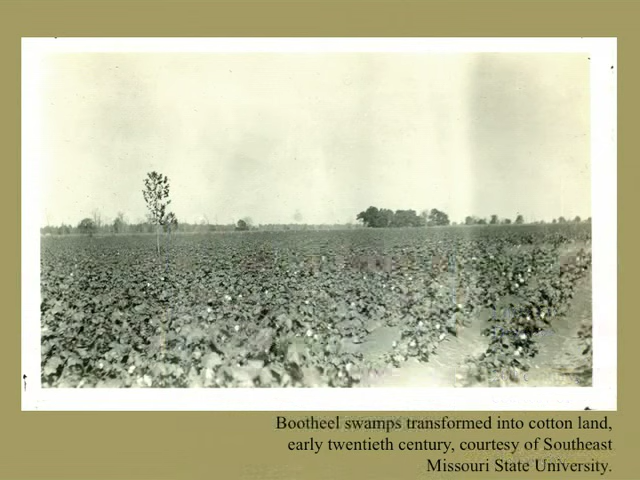 Bootheel swamps transformed into cotton land,
early twentieth century, courtesy of Southeast
Missouri State University.